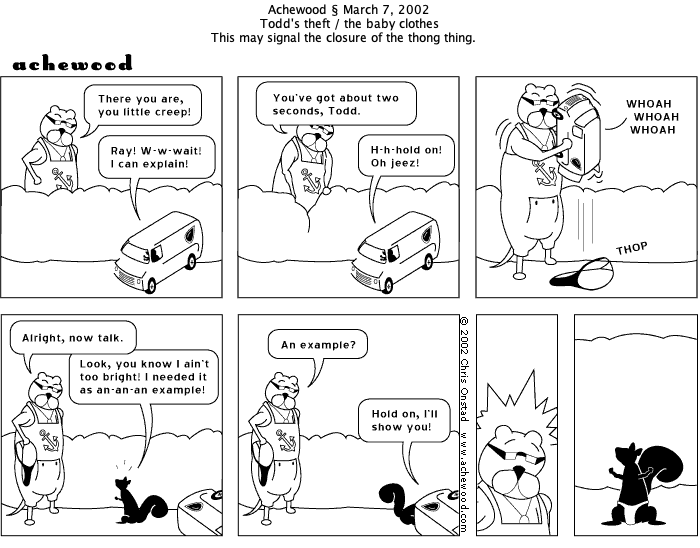 Achewood § March 7, 2002
Todd's theft / the baby clothes
This may signal the closure of the thong thing.
achewood
There you are,
you little creep!
Ray! W-w-wait!
I can explain!
You've got about two
seconds, Todd.
H-h-hold on!
Oh jeez!
WHOAH
WHOAH
WHOAH
THOP
Alright, now talk.
Look, you know I ain't
too bright! I needed it
as an-an-an example!
An example?
Hold on, I'll
show you!
© 2002 Chris Onstad www.achewood.com